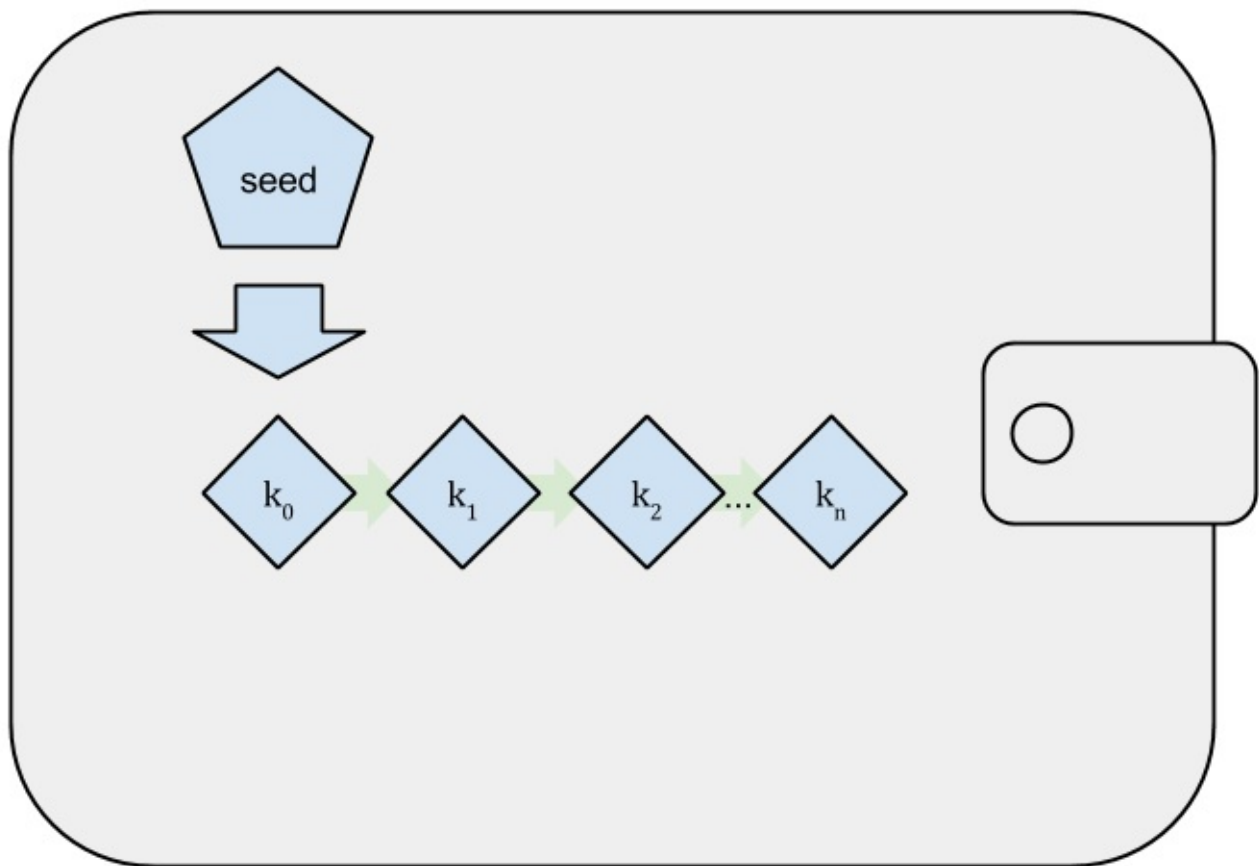 seed
k₀ k₁ k₂ ... kₙ